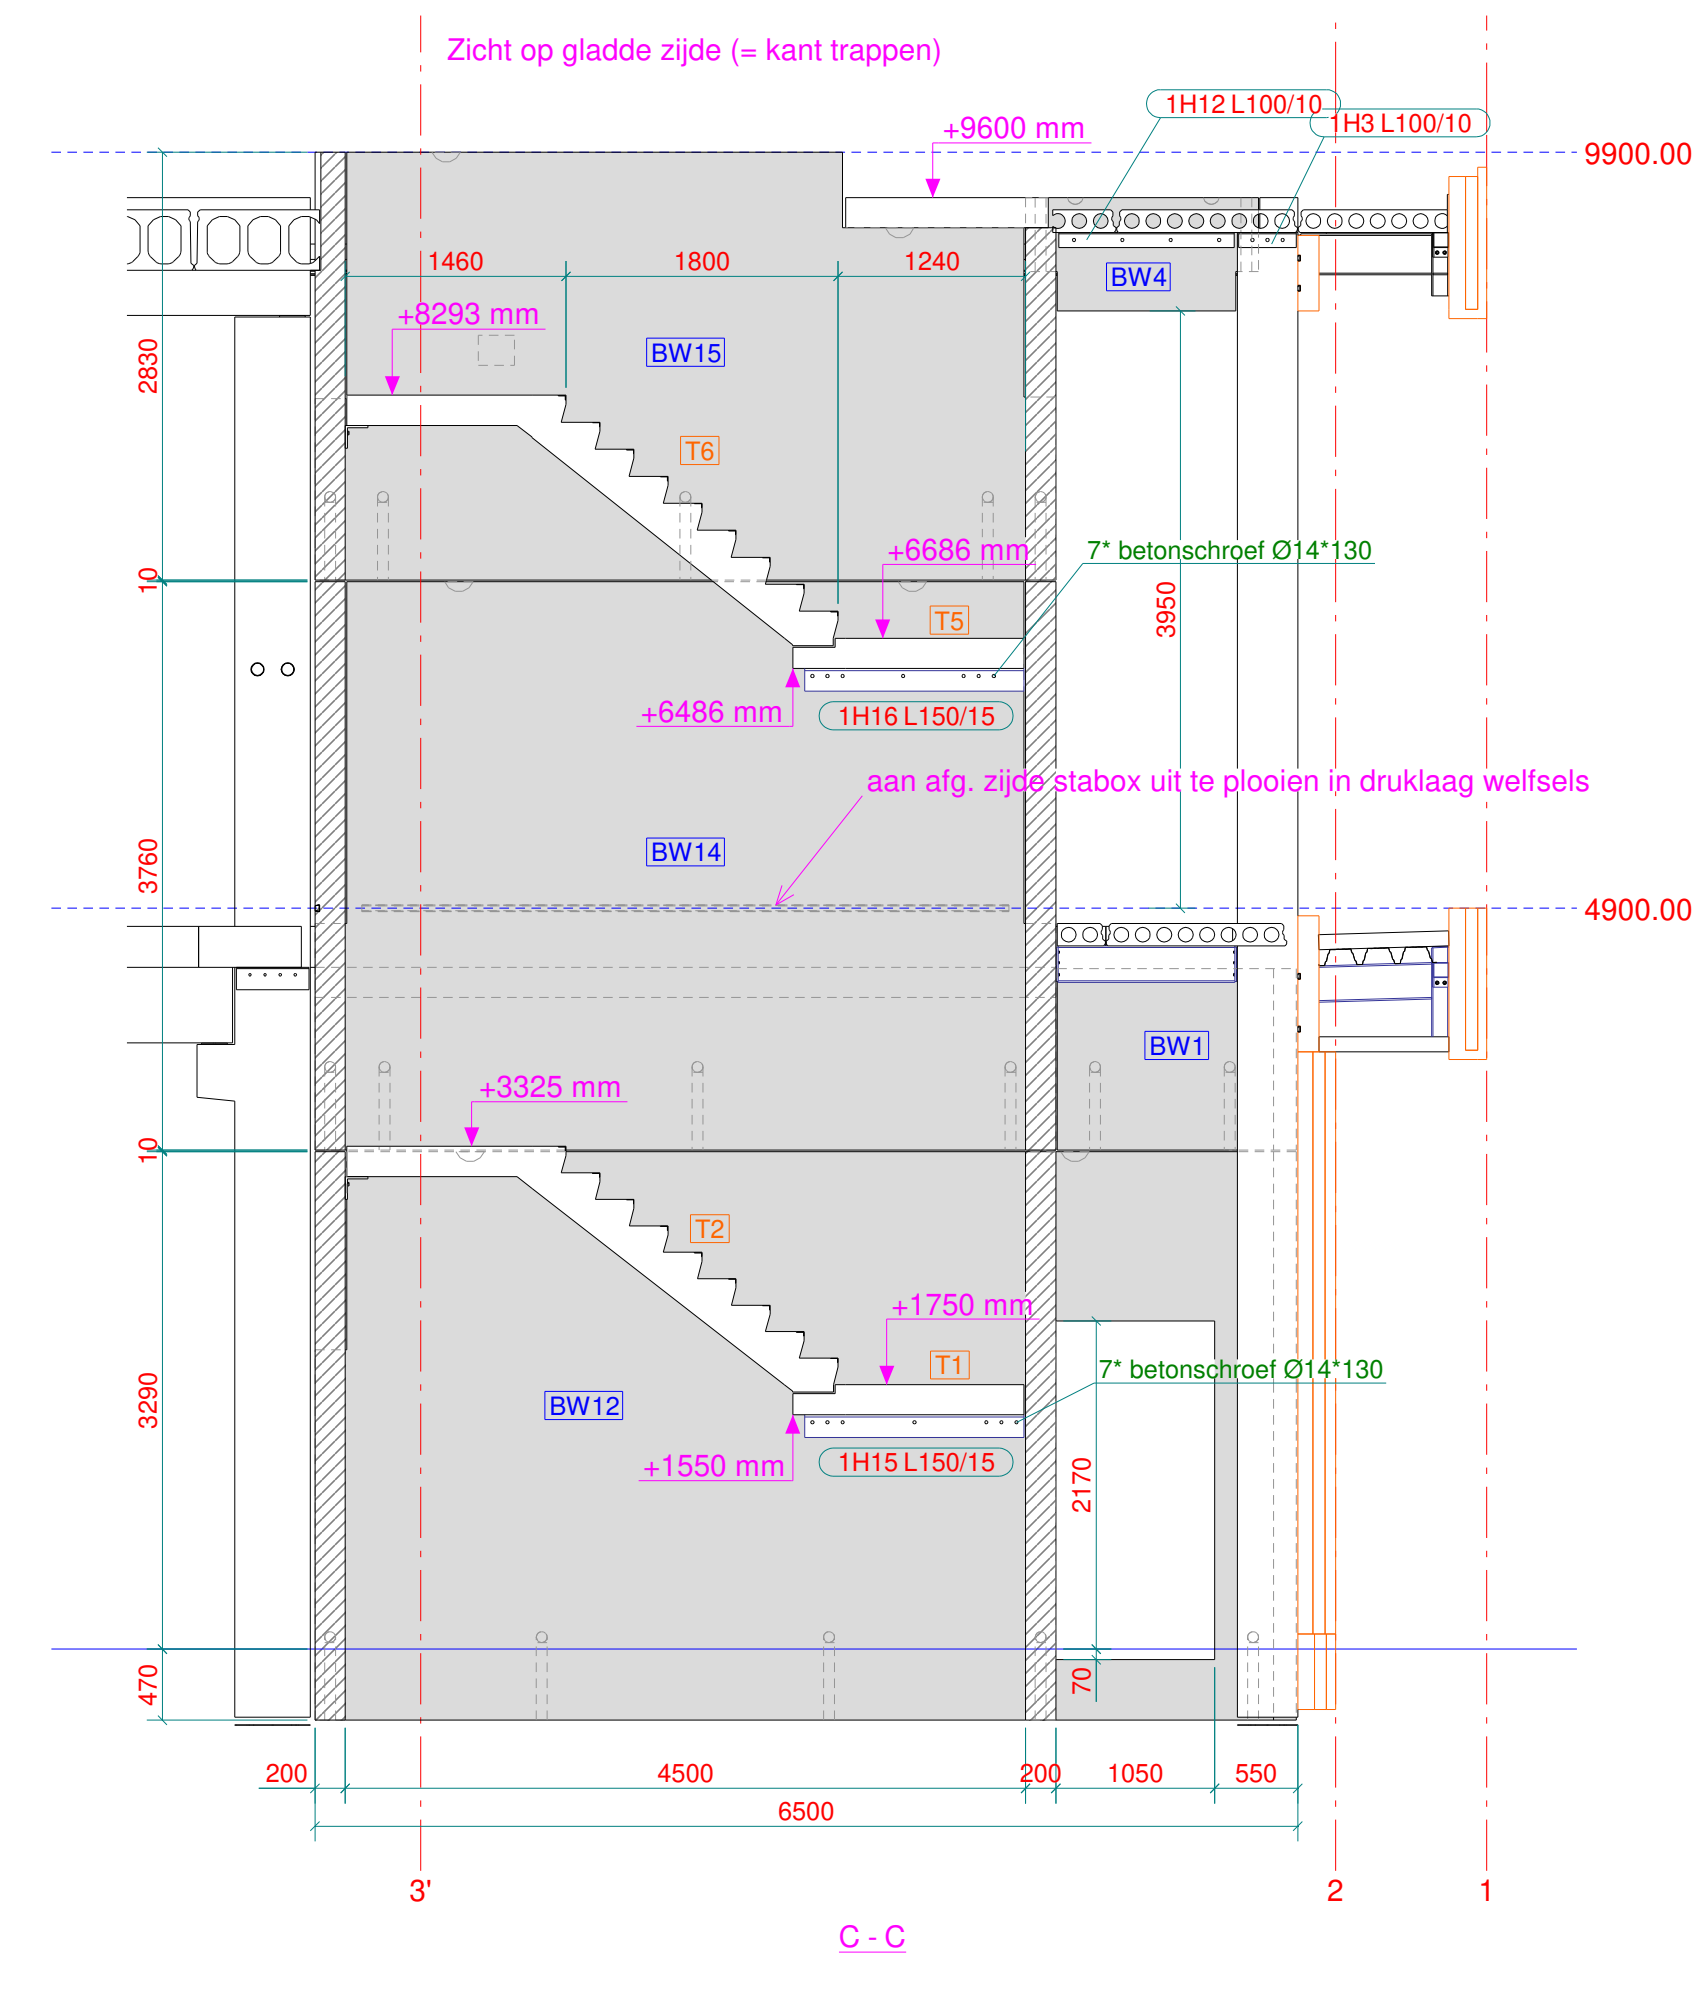 Zicht op gladde zijde (= kant trappen)
1H12 L100/10
1H3 L100/10
+9600 mm
9900.00
1460
1800
1240
BW4
+8293 mm
2830
BW15
T6
+6686 mm
7* betonschroef Ø14*130
10
3950
T5
+6486 mm
1H16 L150/15
aan afg. zijde stabox uit te plooien in druklaag welfsels
3760
BW14
4900.00
BW1
+3325 mm
10
T2
+1750 mm
T1
7* betonschroef Ø14*130
3290
BW12
+1550 mm
1H15 L150/15
2170
470
70
200
4500
200
1050
550
6500
3'
2
1
C - C